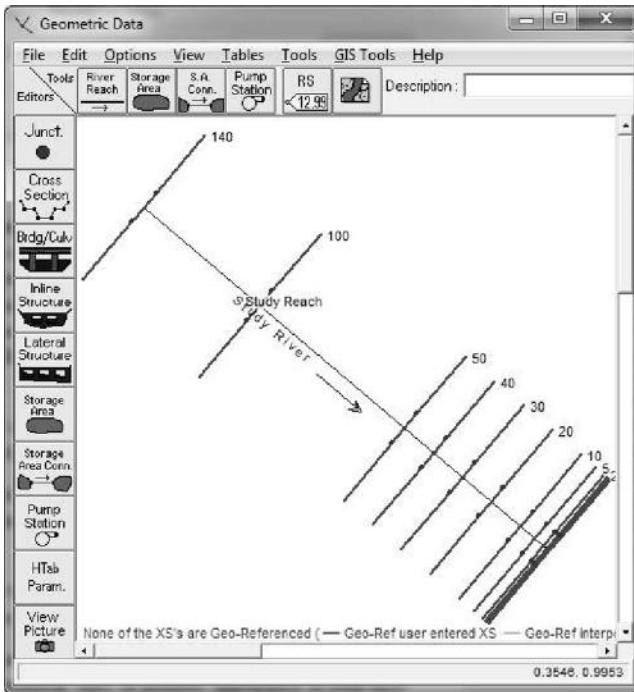 Geometric Data
File Edit Options View Tables Tools GIS Tools Help
Tools
Editors
River Reach
Storage Area
S.A. Conn.
Pump Station
RS
12.99
Description :
Junct.
Cross Section
Brdg/Culv
Inline Structure
Lateral Structure
Storage Area
Storage Area Conn.
Pump Station
HTab Param.
View Picture
140
100
Study Reach
Study River
50
40
30
20
10
5
2
None of the XS's are Geo-Referenced ( Geo-Ref user entered XS Geo-Ref interp
0.3546, 0.9953